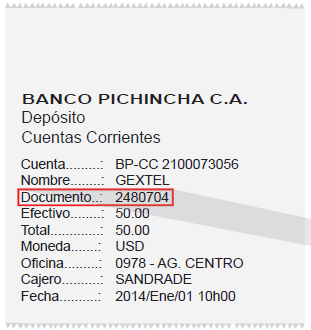 BANCO PICHINCHA C.A.
Depósito
Cuentas Corrientes
Cuenta.........: BP-CC 2100073056
Nombre........: GEXTEL
Documento..: 2480704
Efectivo........: 50.00
Total............: 50.00
Moneda.......: USD
Oficina.........: 0978 - AG. CENTRO
Cajero..........: SANDRADE
Fecha..........: 2014/Ene/01 10h00